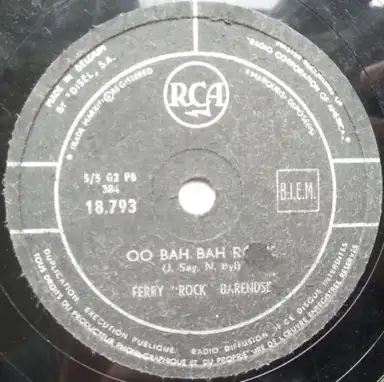 MADE IN BELGIUM
BY "DISEL, S.A.
RADIO CORPORATION OF AMERICA"
RCA
5/5 G2 PB
384
18.793
B.I.E.M.
OO BAH BAH
(J. Say. N. Byl)
FERRY "ROCK" BARENDSE
DUPLICATION. EXECUTION PUBLIQUE. RADIO DIFFUSION DE CE DISQUE INTERDITES
TOUS DROITS DU PRODUCTEUR PHONOGRAPHIQUE ET DU PROPRIETAIRE DE L'ŒUVRE ENREGISTREE RESERVES